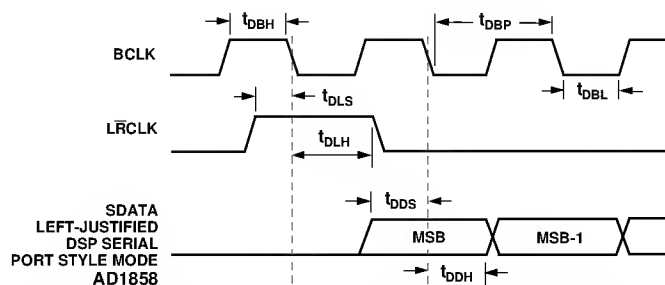 tDBH
tDBP
BCLK
tDLS
tDBL
L̅RCLK
tDLH
SDATA
LEFT-JUSTIFIED
DSP SERIAL
PORT STYLE MODE
AD1858
tDDS
MSB
MSB-1
tDDH